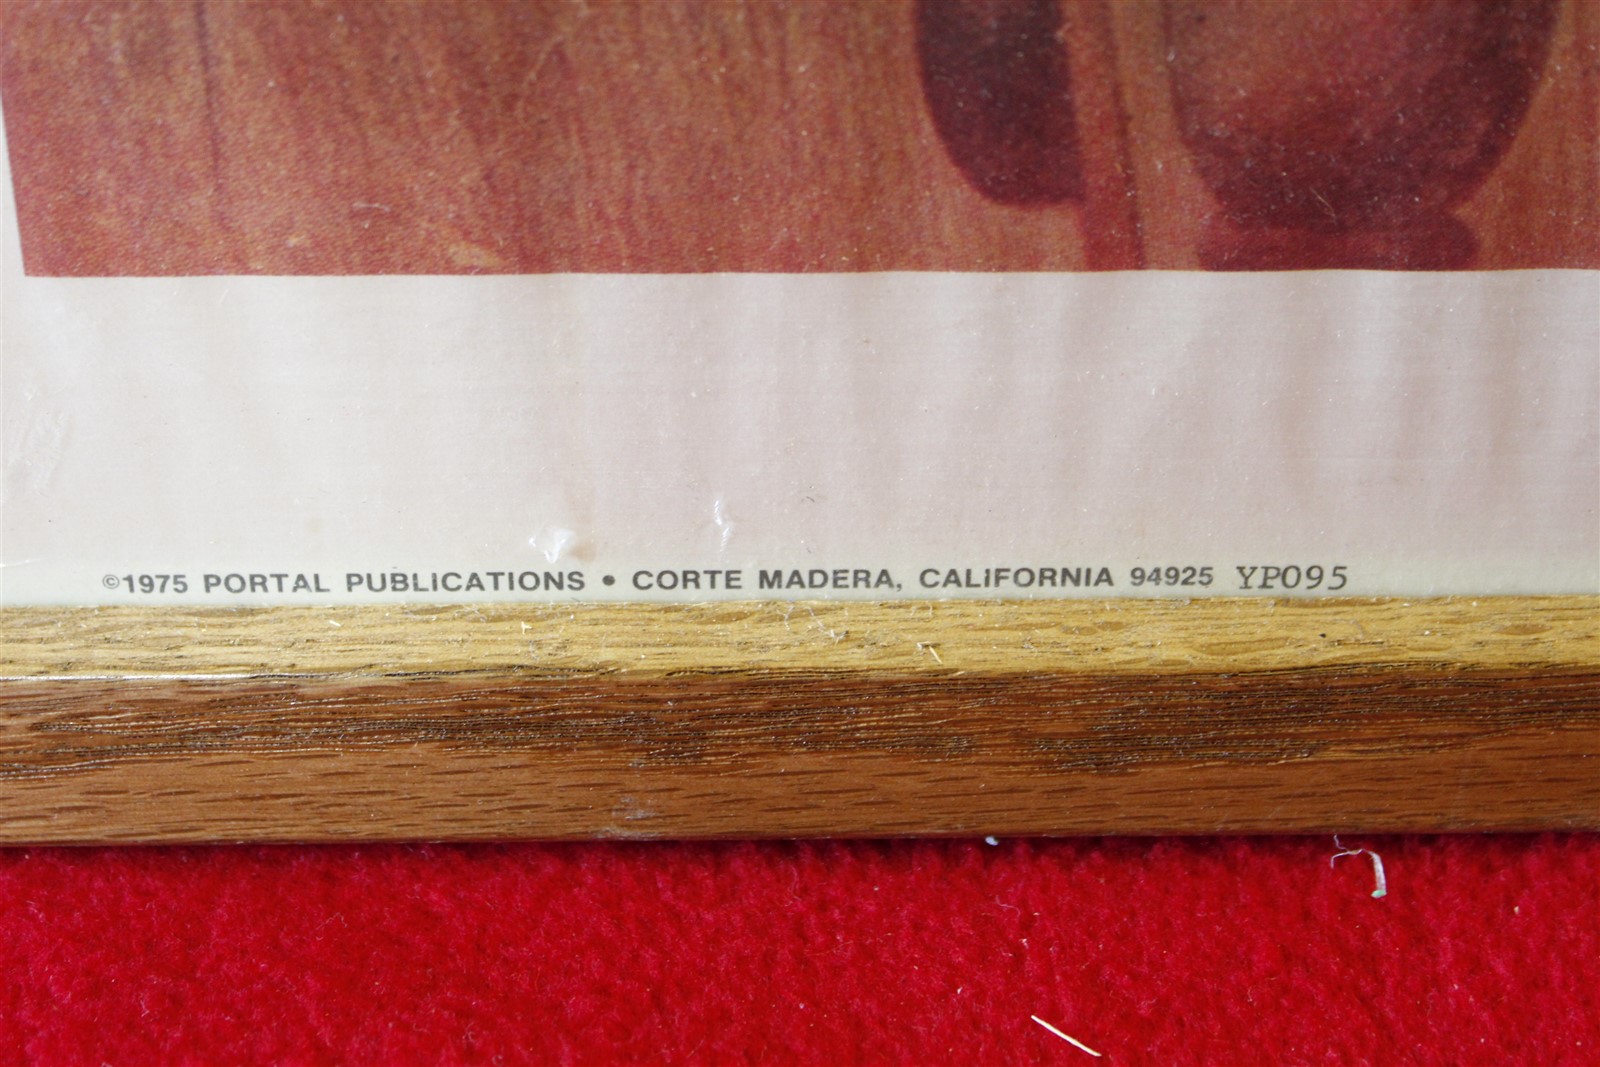 ©1975 PORTAL PUBLICATIONS • CORTE MADERA, CALIFORNIA 94925 YP095